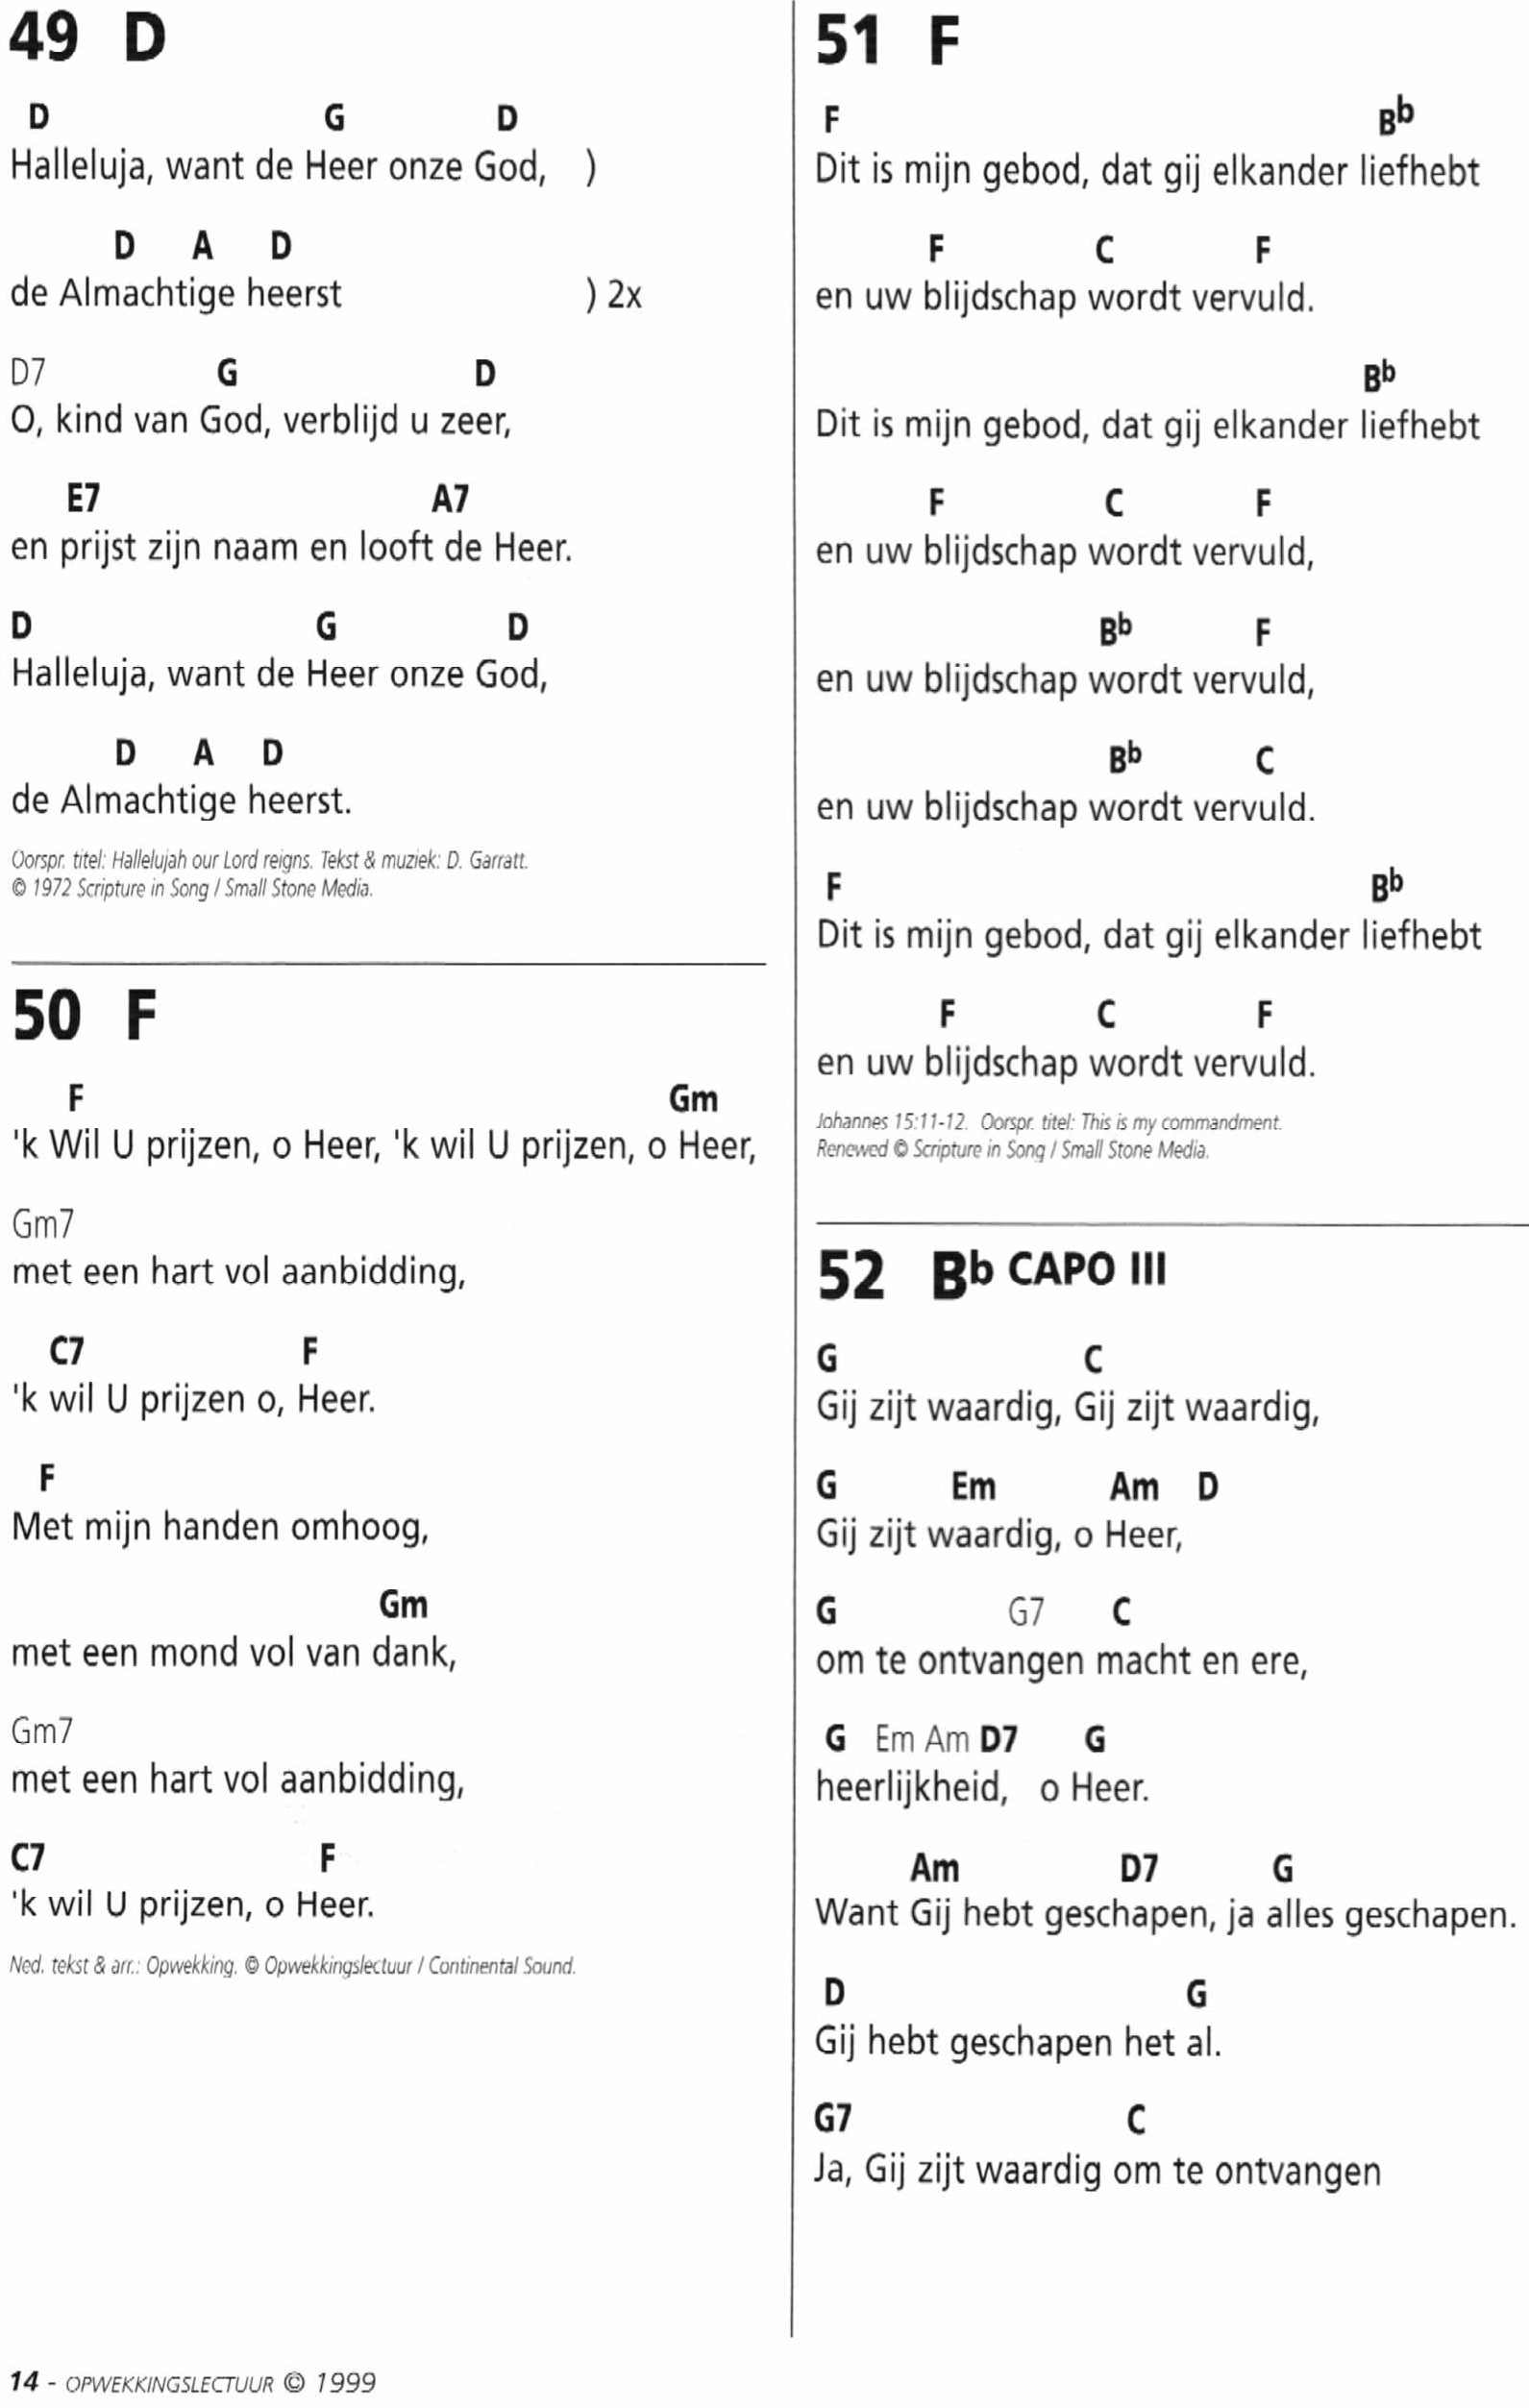 49 D
D G D
Halleluja, want de Heer onze God, )
D A D
de Almachtige heerst ) 2x
D7 G D
O, kind van God, verblijd u zeer,
E7 A7
en prijst zijn naam en looft de Heer.
D G D
Halleluja, want de Heer onze God,
D A D
de Almachtige heerst.
Oorspr. titel: Hallelujah our Lord reigns. Tekst & muziek: D. Garratt.
© 1972 Scripture in Song / Small Stone Media.
50 F
F Gm
'k Wil U prijzen, o Heer, 'k wil U prijzen, o Heer,
Gm7
met een hart vol aanbidding,
C7 F
'k wil U prijzen o, Heer.
F
Met mijn handen omhoog,
Gm
met een mond vol van dank,
Gm7
met een hart vol aanbidding,
C7 F
'k wil U prijzen, o Heer.
Ned. tekst & arr.: Opwekking. © Opwekkingslectuur / Continental Sound.
51 F
F Bb
Dit is mijn gebod, dat gij elkander liefhebt
F C F
en uw blijdschap wordt vervuld.
Bb
Dit is mijn gebod, dat gij elkander liefhebt
F C F
en uw blijdschap wordt vervuld,
Bb F
en uw blijdschap wordt vervuld,
Bb C
en uw blijdschap wordt vervuld.
F Bb
Dit is mijn gebod, dat gij elkander liefhebt
F C F
en uw blijdschap wordt vervuld.
Johannes 15:11-12. Oorspr. titel: This is my commandment.
Renewed © Scripture in Song / Small Stone Media.
52 Bb CAPO III
G C
Gij zijt waardig, Gij zijt waardig,
G Em Am D
Gij zijt waardig, o Heer,
G G7 C
om te ontvangen macht en ere,
G Em Am D7 G
heerlijkheid, o Heer.
Am D7 G
Want Gij hebt geschapen, ja alles geschapen.
D G
Gij hebt geschapen het al.
G7 C
Ja, Gij zijt waardig om te ontvangen
14 - OPWEKKINGSLECTUUR © 1999